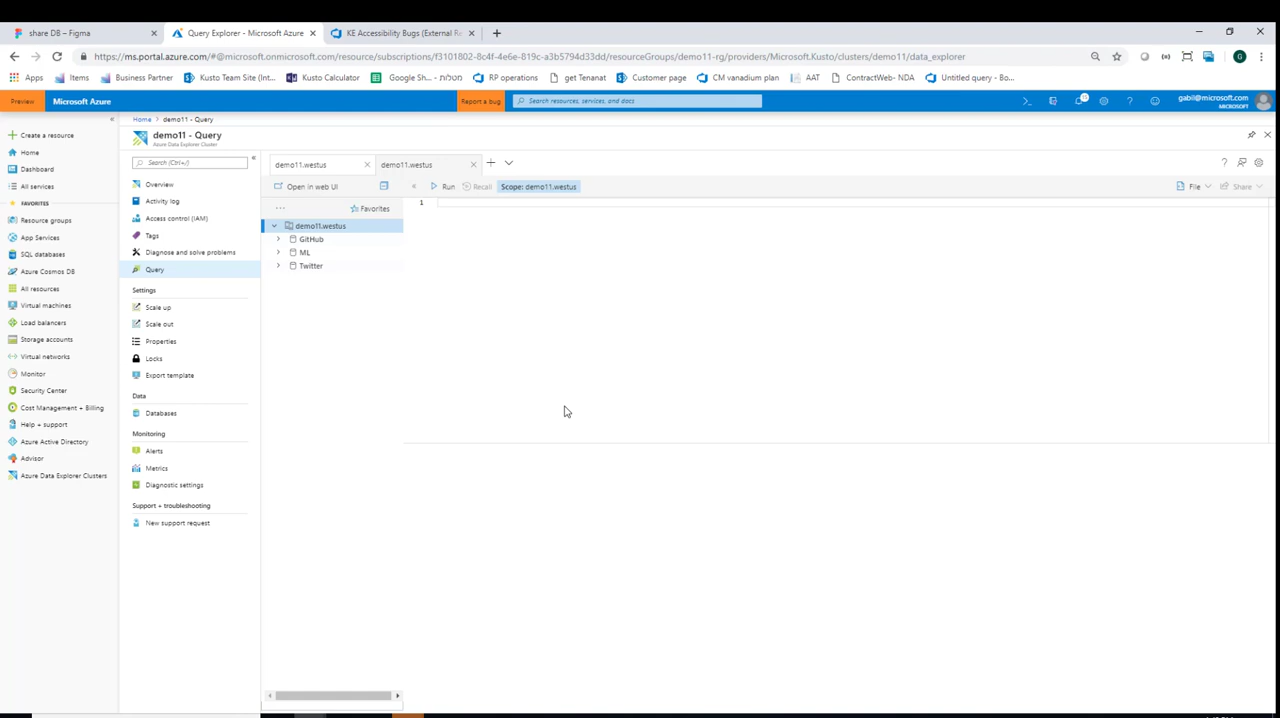 share DB – Figma
Query Explorer - Microsoft Azure
KE Accessibility Bugs (External Re
https://ms.portal.azure.com/#@microsoft.onmicrosoft.com/resource/subscriptions/f3101802-8c4f-4e6e-819c-a3b5794d33dd/resourceGroups/demo11-rg/providers/Microsoft.Kusto/clusters/demo11/data_explorer
Apps
Items
Business Partner
Kusto Team Site (Int...
Kusto Calculator
Google Sh... - מטלות
RP operations
get Tenanat
Customer page
CM vanadium plan
AAT
ContractWeb- NDA
Untitled query - Bo...
Preview
Microsoft Azure
Report a bug
Search resources, services, and docs
gabil@microsoft.com
MICROSOFT
Create a resource
Home
Dashboard
All services
FAVORITES
Resource groups
App Services
SQL databases
Azure Cosmos DB
All resources
Virtual machines
Load balancers
Storage accounts
Virtual networks
Monitor
Security Center
Cost Management + Billing
Help + support
Azure Active Directory
Advisor
Azure Data Explorer Clusters
Home
demo11 - Query
demo11 - Query
Azure Data Explorer Cluster
Search (Ctrl+/)
Overview
Activity log
Access control (IAM)
Tags
Diagnose and solve problems
Query
Settings
Scale up
Scale out
Properties
Locks
Export template
Data
Databases
Monitoring
Alerts
Metrics
Diagnostic settings
Support + troubleshooting
New support request
demo11.westus
demo11.westus
Open in web UI
Run
Recall
Scope: demo11.westus
File
Share
Favorites
1
demo11.westus
GitHub
ML
Twitter